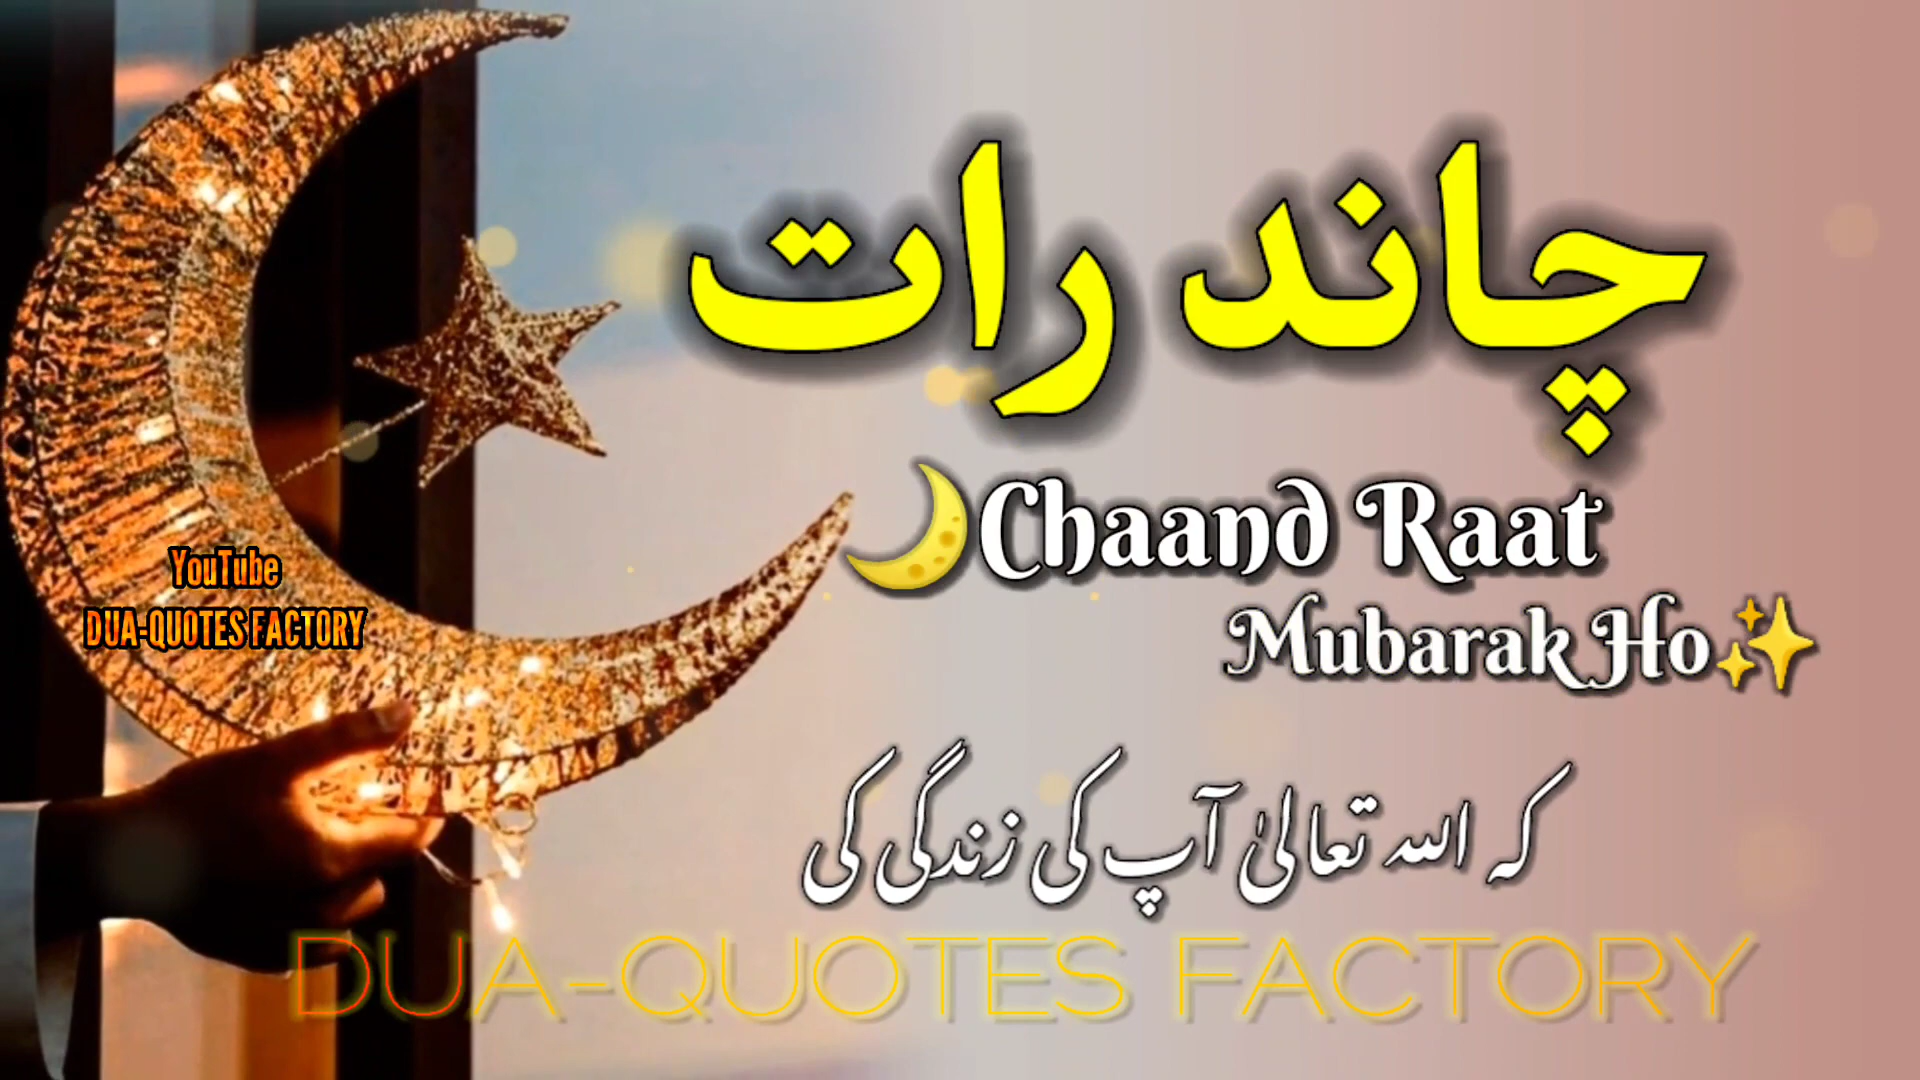 چاند رات
🌙Chaand Raat
Mubarak Ho✨
YouTube
DUA-QUOTES FACTORY
کہ اللہ تعالیٰ آپ کی زندگی کی
DUA-QUOTES FACTORY